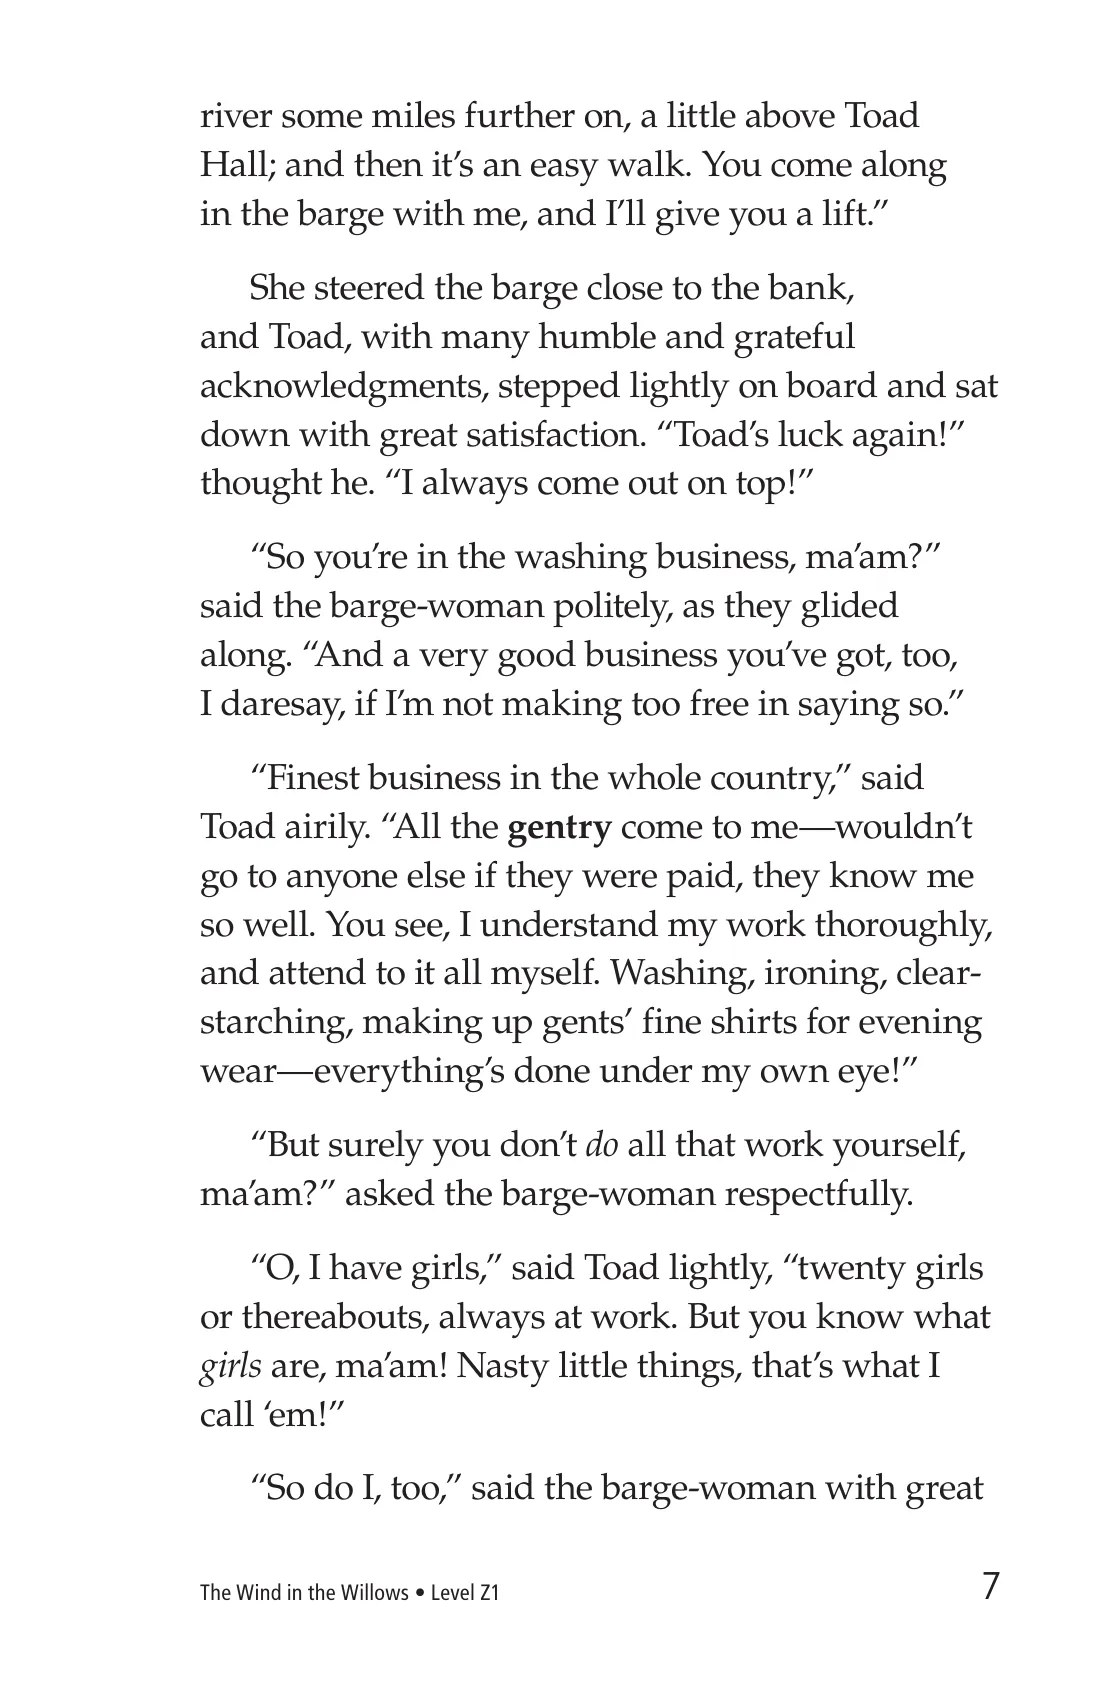 river some miles further on, a little above Toad
Hall; and then it’s an easy walk. You come along
in the barge with me, and I’ll give you a lift.”
She steered the barge close to the bank,
and Toad, with many humble and grateful
acknowledgments, stepped lightly on board and sat
down with great satisfaction. “Toad’s luck again!”
thought he. “I always come out on top!”
“So you’re in the washing business, ma’am?”
said the barge-woman politely, as they glided
along. “And a very good business you’ve got, too,
I daresay, if I’m not making too free in saying so.”
“Finest business in the whole country,” said
Toad airily. “All the gentry come to me—wouldn’t
go to anyone else if they were paid, they know me
so well. You see, I understand my work thoroughly,
and attend to it all myself. Washing, ironing, clear-
starching, making up gents’ fine shirts for evening
wear—everything’s done under my own eye!”
“But surely you don’t do all that work yourself,
ma’am?” asked the barge-woman respectfully.
“O, I have girls,” said Toad lightly, “twenty girls
or thereabouts, always at work. But you know what
girls are, ma’am! Nasty little things, that’s what I
call ‘em!”
“So do I, too,” said the barge-woman with great
The Wind in the Willows • Level Z1
7